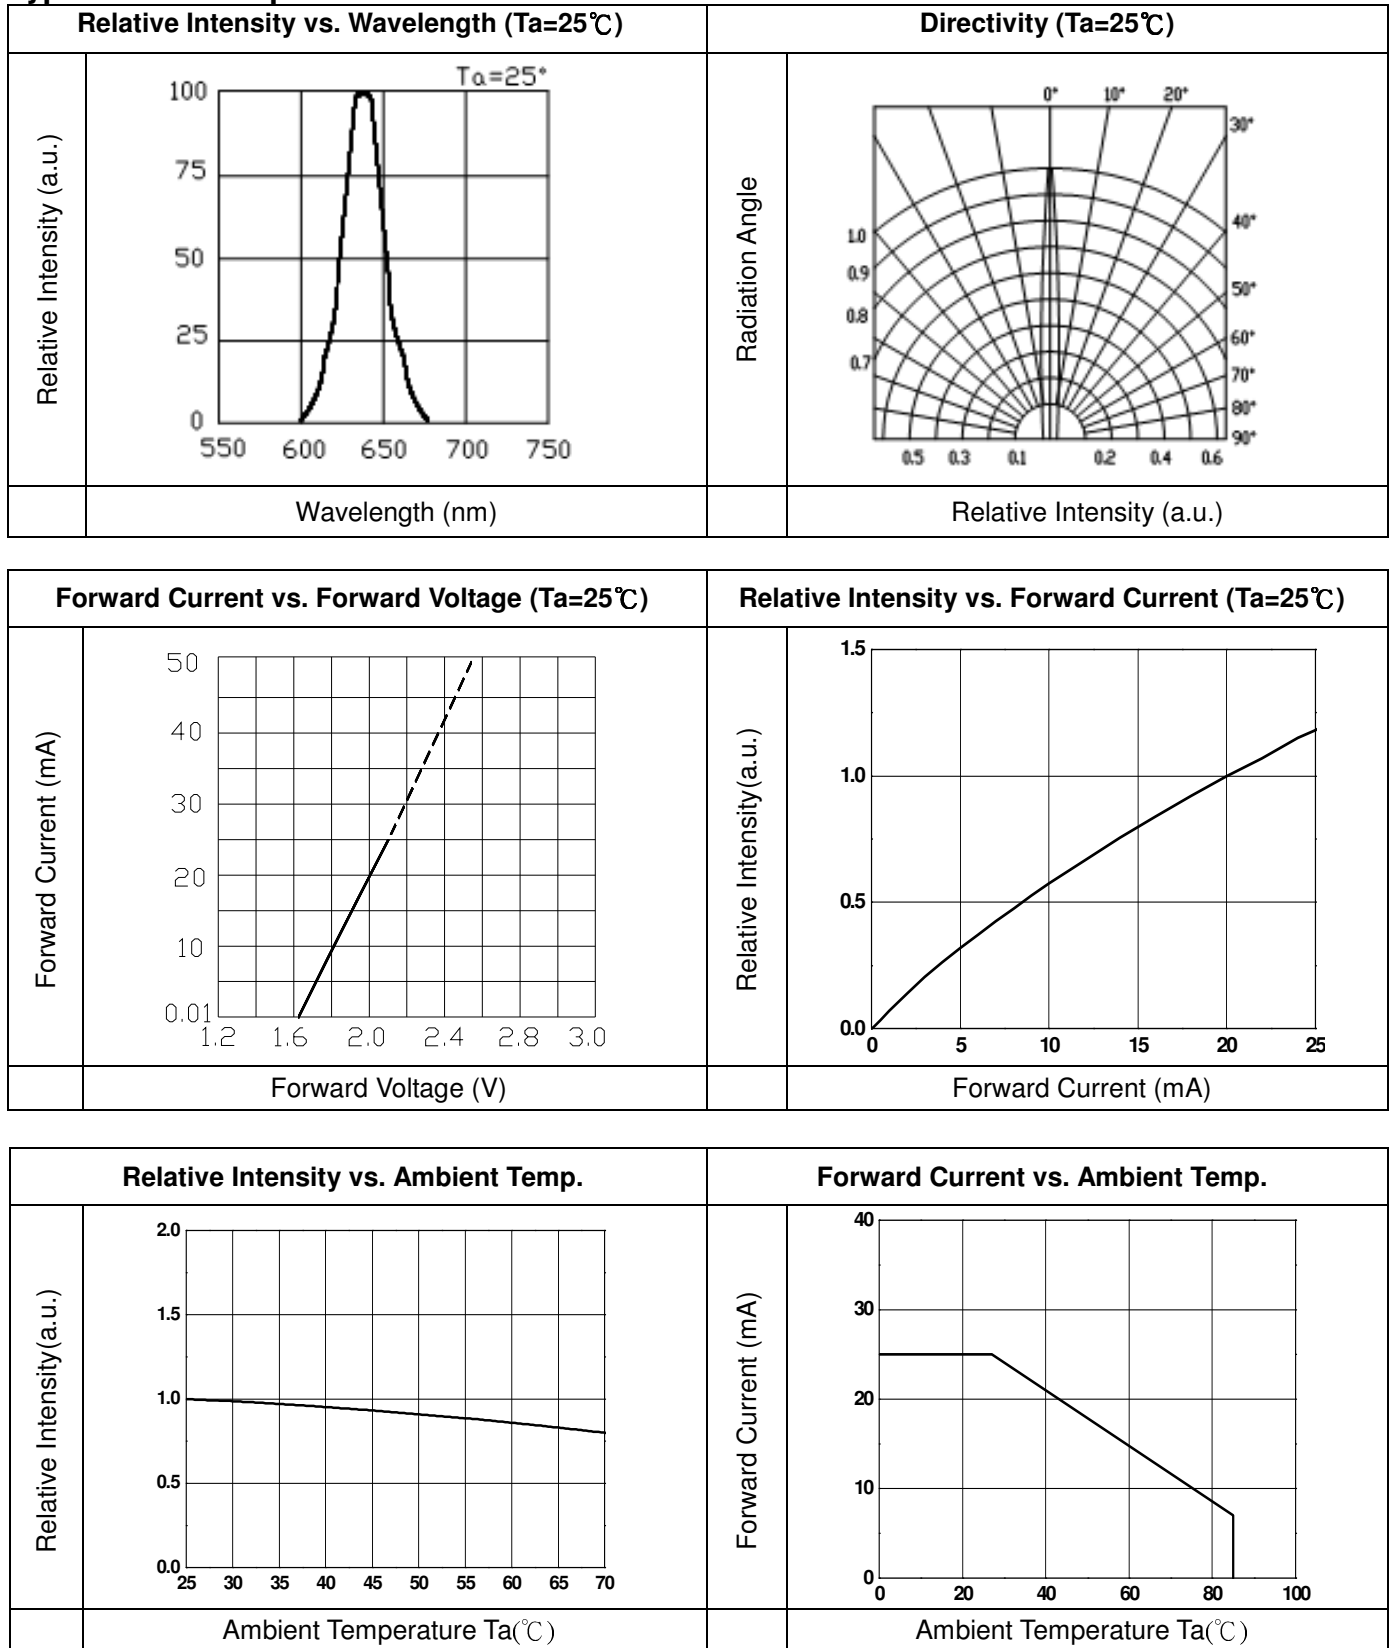 Relative Intensity vs. Wavelength (Ta=25℃)
Directivity (Ta=25℃)
Relative Intensity (a.u.)
Ta=25°
100
75
50
25
0
550 600 650 700 750
Wavelength (nm)
Radiation Angle
0° 10° 20°
30°
40°
50°
60°
70°
80°
90°
1.0
0.9
0.8
0.7
0.5 0.3 0.1 0.2 0.4 0.6
Relative Intensity (a.u.)
Forward Current vs. Forward Voltage (Ta=25℃)
Relative Intensity vs. Forward Current (Ta=25℃)
Forward Current (mA)
50
40
30
20
10
0.01
1.2 1.6 2.0 2.4 2.8 3.0
Forward Voltage (V)
Relative Intensity(a.u.)
1.5
1.0
0.5
0.0
0 5 10 15 20 25
Forward Current (mA)
Relative Intensity vs. Ambient Temp.
Forward Current vs. Ambient Temp.
Relative Intensity(a.u.)
2.0
1.5
1.0
0.5
0.0
25 30 35 40 45 50 55 60 65 70
Ambient Temperature Ta(℃)
Forward Current (mA)
40
30
20
10
0
0 20 40 60 80 100
Ambient Temperature Ta(℃)